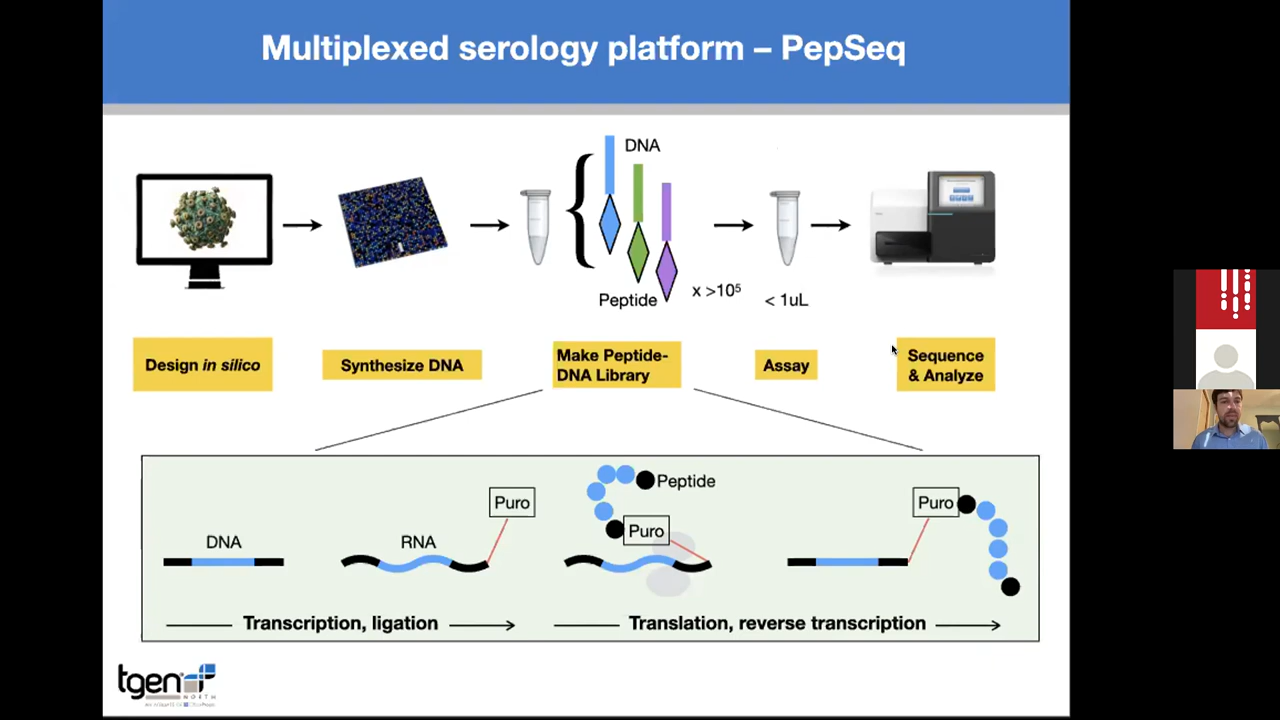 Multiplexed serology platform – PepSeq
DNA
Peptide
x >10⁵
< 1uL
Design in silico
Synthesize DNA
Make Peptide-
DNA Library
Assay
Sequence
& Analyze
DNA
RNA
Puro
Peptide
Puro
Puro
Transcription, ligation
Translation, reverse transcription
tgen
NORTH